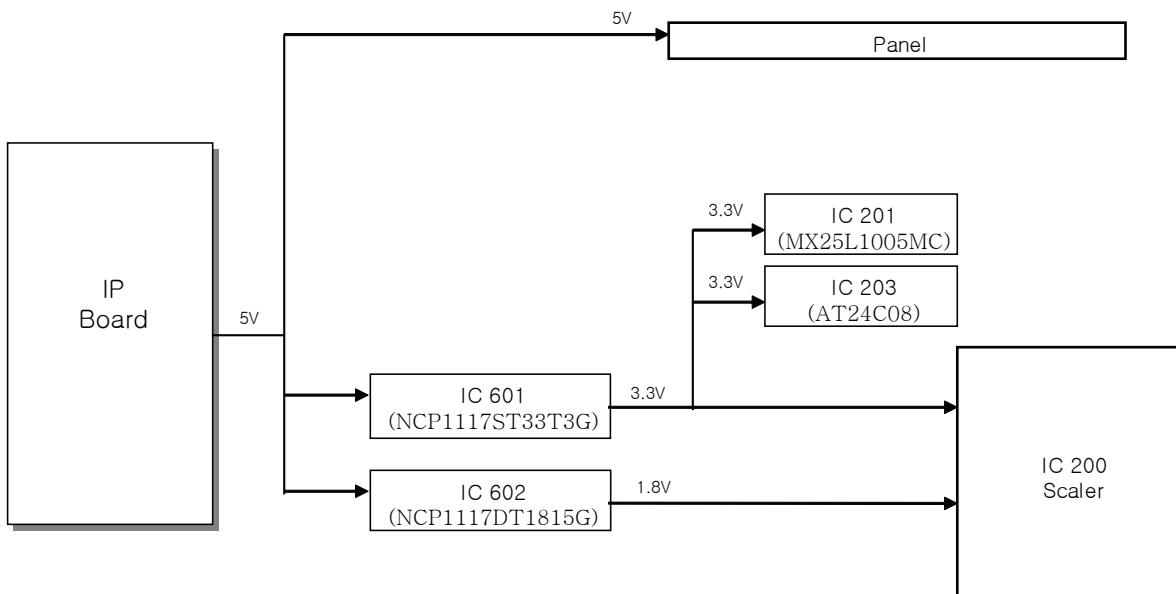 5V
Panel
3.3V
IC 201
(MX25L1005MC)
3.3V
IC 203
(AT24C08)
IP
Board
5V
IC 601
(NCP1117ST33T3G)
3.3V
IC 602
(NCP1117DT1815G)
1.8V
IC 200
Scaler